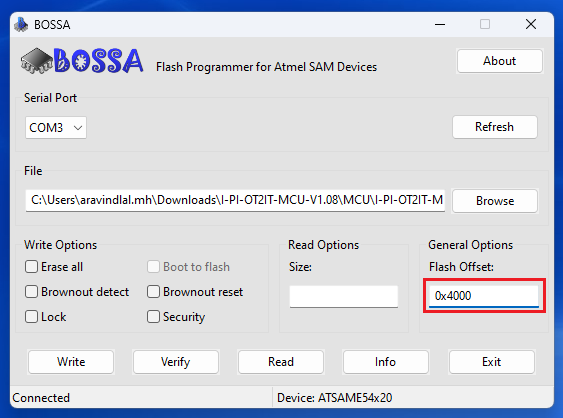 BOSSA
BOSSA Flash Programmer for Atmel SAM Devices About
Serial Port
COM3 Refresh
File
C:\Users\aravindlal.mh\Downloads\I-PI-OT2IT-MCU-V1.08\MCU\I-PI-OT2IT-M Browse
Write Options Read Options General Options
Erase all Boot to flash Size: Flash Offset:
Brownout detect Brownout reset 0x4000
Lock Security
Write Verify Read Info Exit
Connected Device: ATSAME54x20